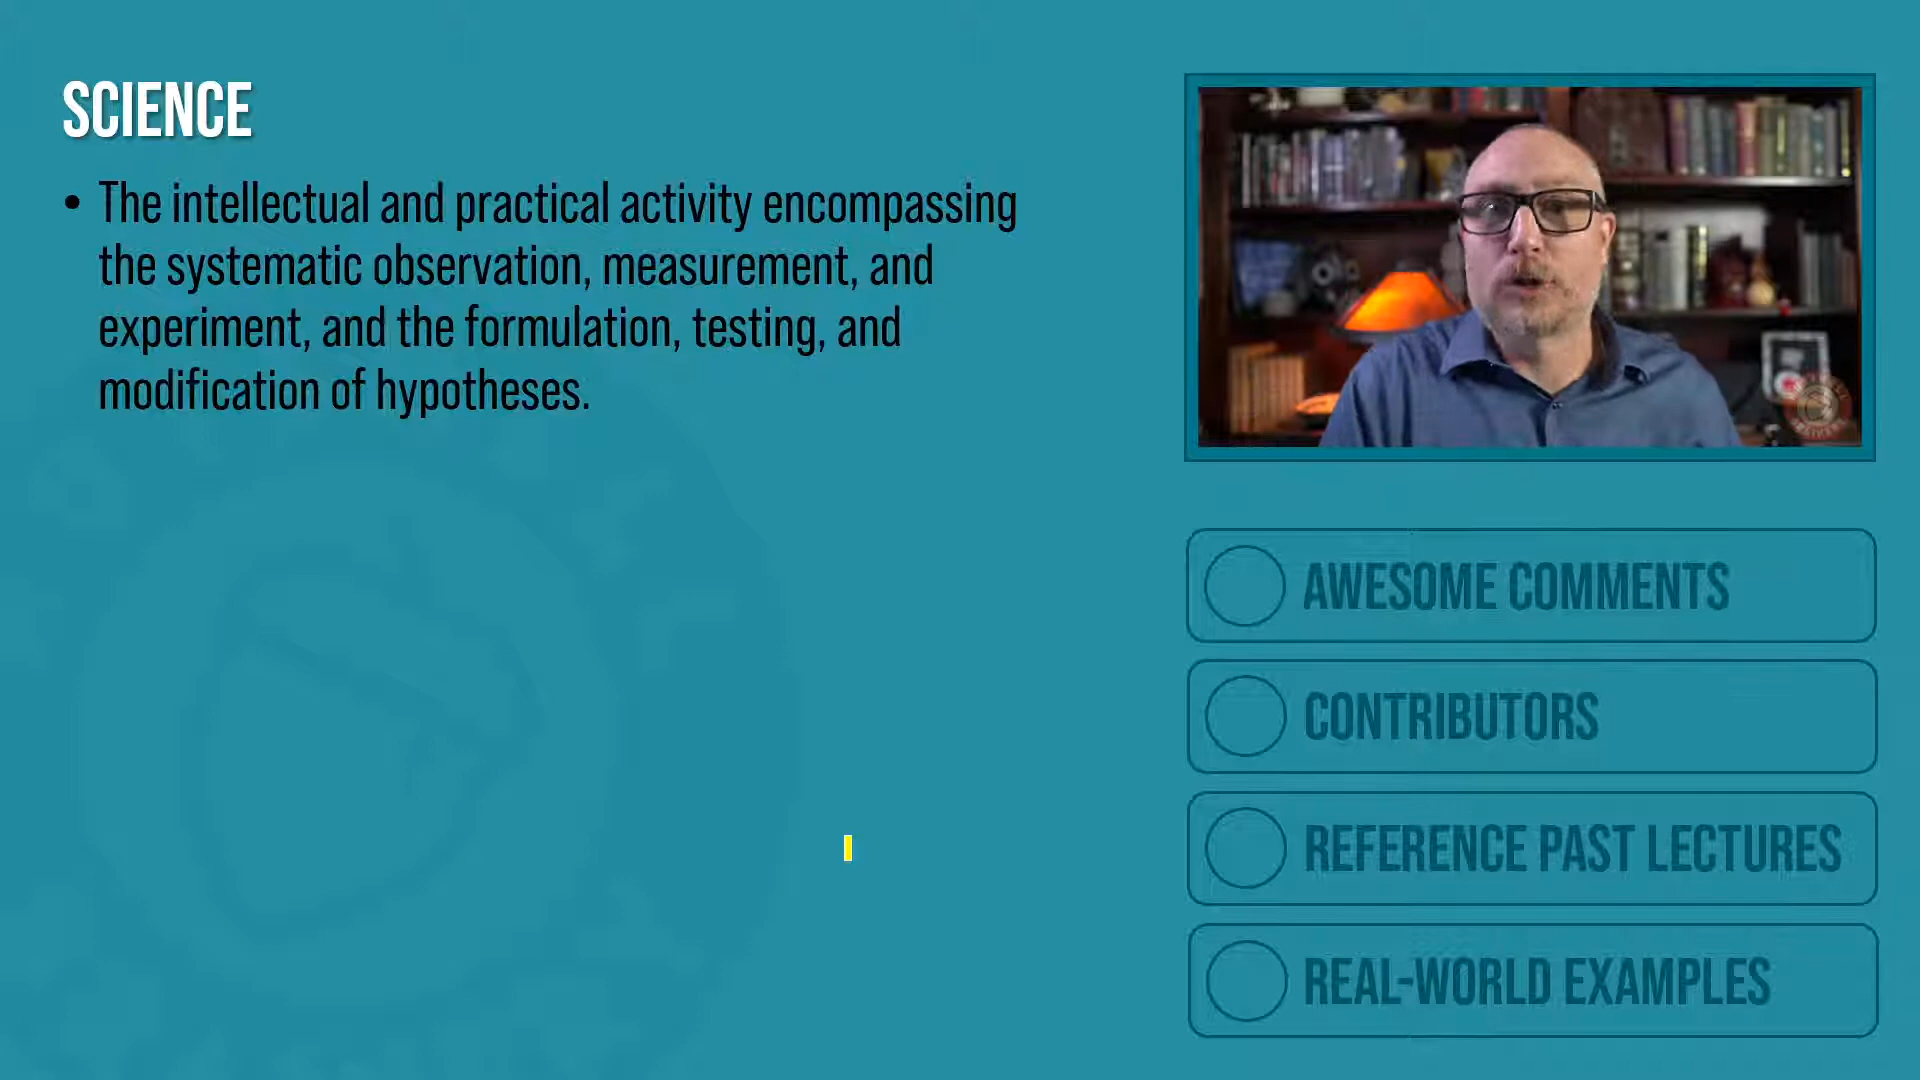 SCIENCE
• The intellectual and practical activity encompassing
the systematic observation, measurement, and
experiment, and the formulation, testing, and
modification of hypotheses.
AWESOME COMMENTS
CONTRIBUTORS
REFERENCE PAST LECTURES
REAL-WORLD EXAMPLES